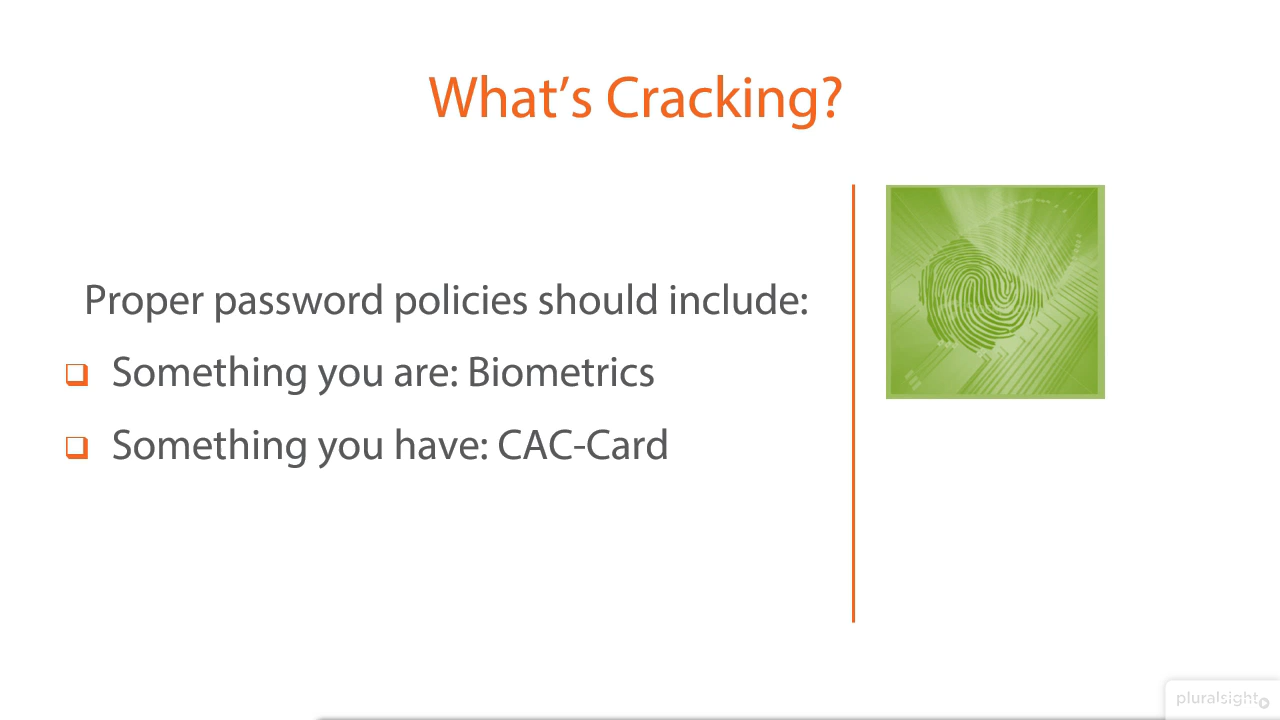 What’s Cracking?
Proper password policies should include:
Something you are: Biometrics
Something you have: CAC-Card
pluralsight